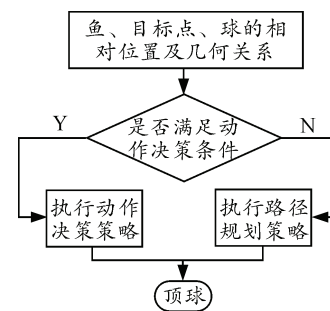 鱼、目标点、球的相
对位置及几何关系
Y
是否满足动
作决策条件
N
执行动作
决策策略
执行路径
规划策略
顶球